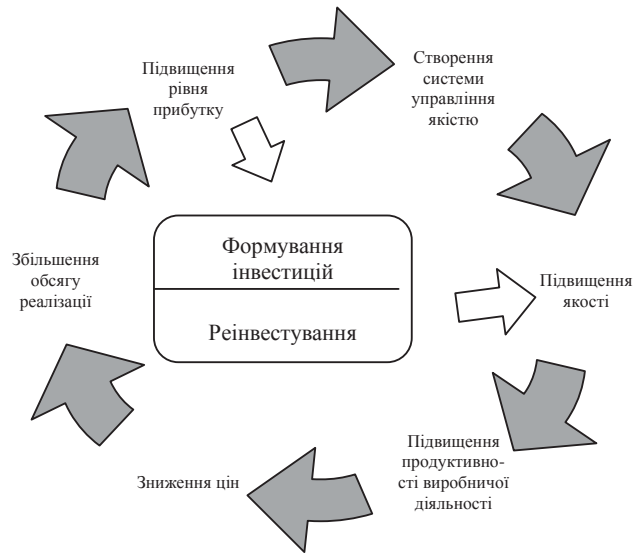 Підвищення
рівня
прибутку
Створення
системи
управління
якістю
Збільшення
обсягу
реалізації
Формування
інвестицій
Реінвестування
Підвищення
якості
Підвищення
продуктивно-
сті виробничої
діяльності
Зниження цін